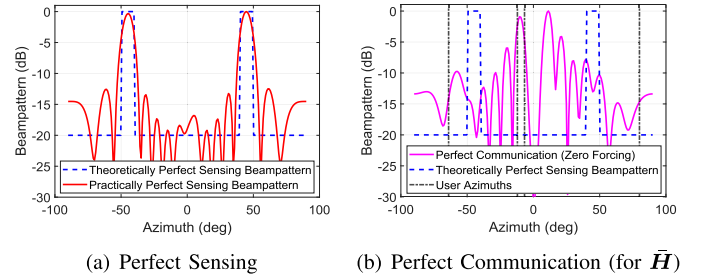 0
-5
-10
-15
-20
-25
-30
Beampattern (dB)
Theoretically Perfect Sensing Beampattern
Practically Perfect Sensing Beampattern
-100 -50 0 50 100
Azimuth (deg)
(a) Perfect Sensing
0
-5
-10
-15
-20
-25
-30
Beampattern (dB)
Perfect Communication (Zero Forcing)
Theoretically Perfect Sensing Beampattern
User Azimuths
-100 -50 0 50 100
Azimuth (deg)
(b) Perfect Communication (for H̄)